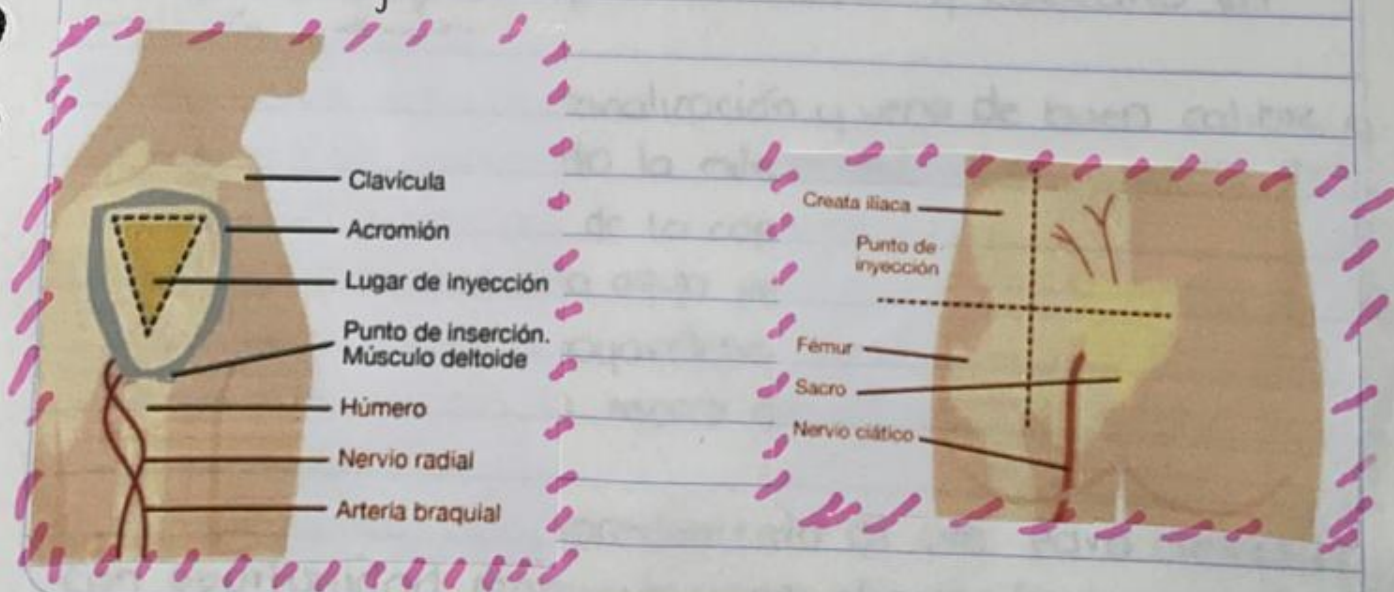 Clavícula
Acromión
Lugar de inyección
Punto de inserción.
Músculo deltoide
Húmero
Nervio radial
Arteria braquial
Creata iliaca
Punto de
inyección
Fémur
Sacro
Nervio ciático